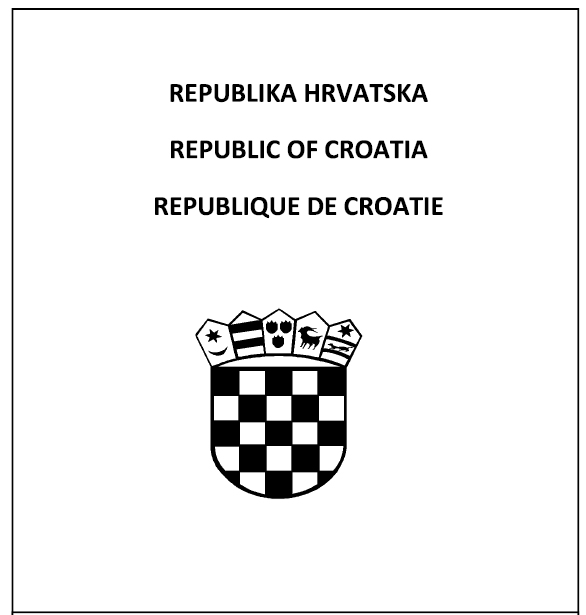 REPUBLIKA HRVATSKA
REPUBLIC OF CROATIA
REPUBLIQUE DE CROATIE